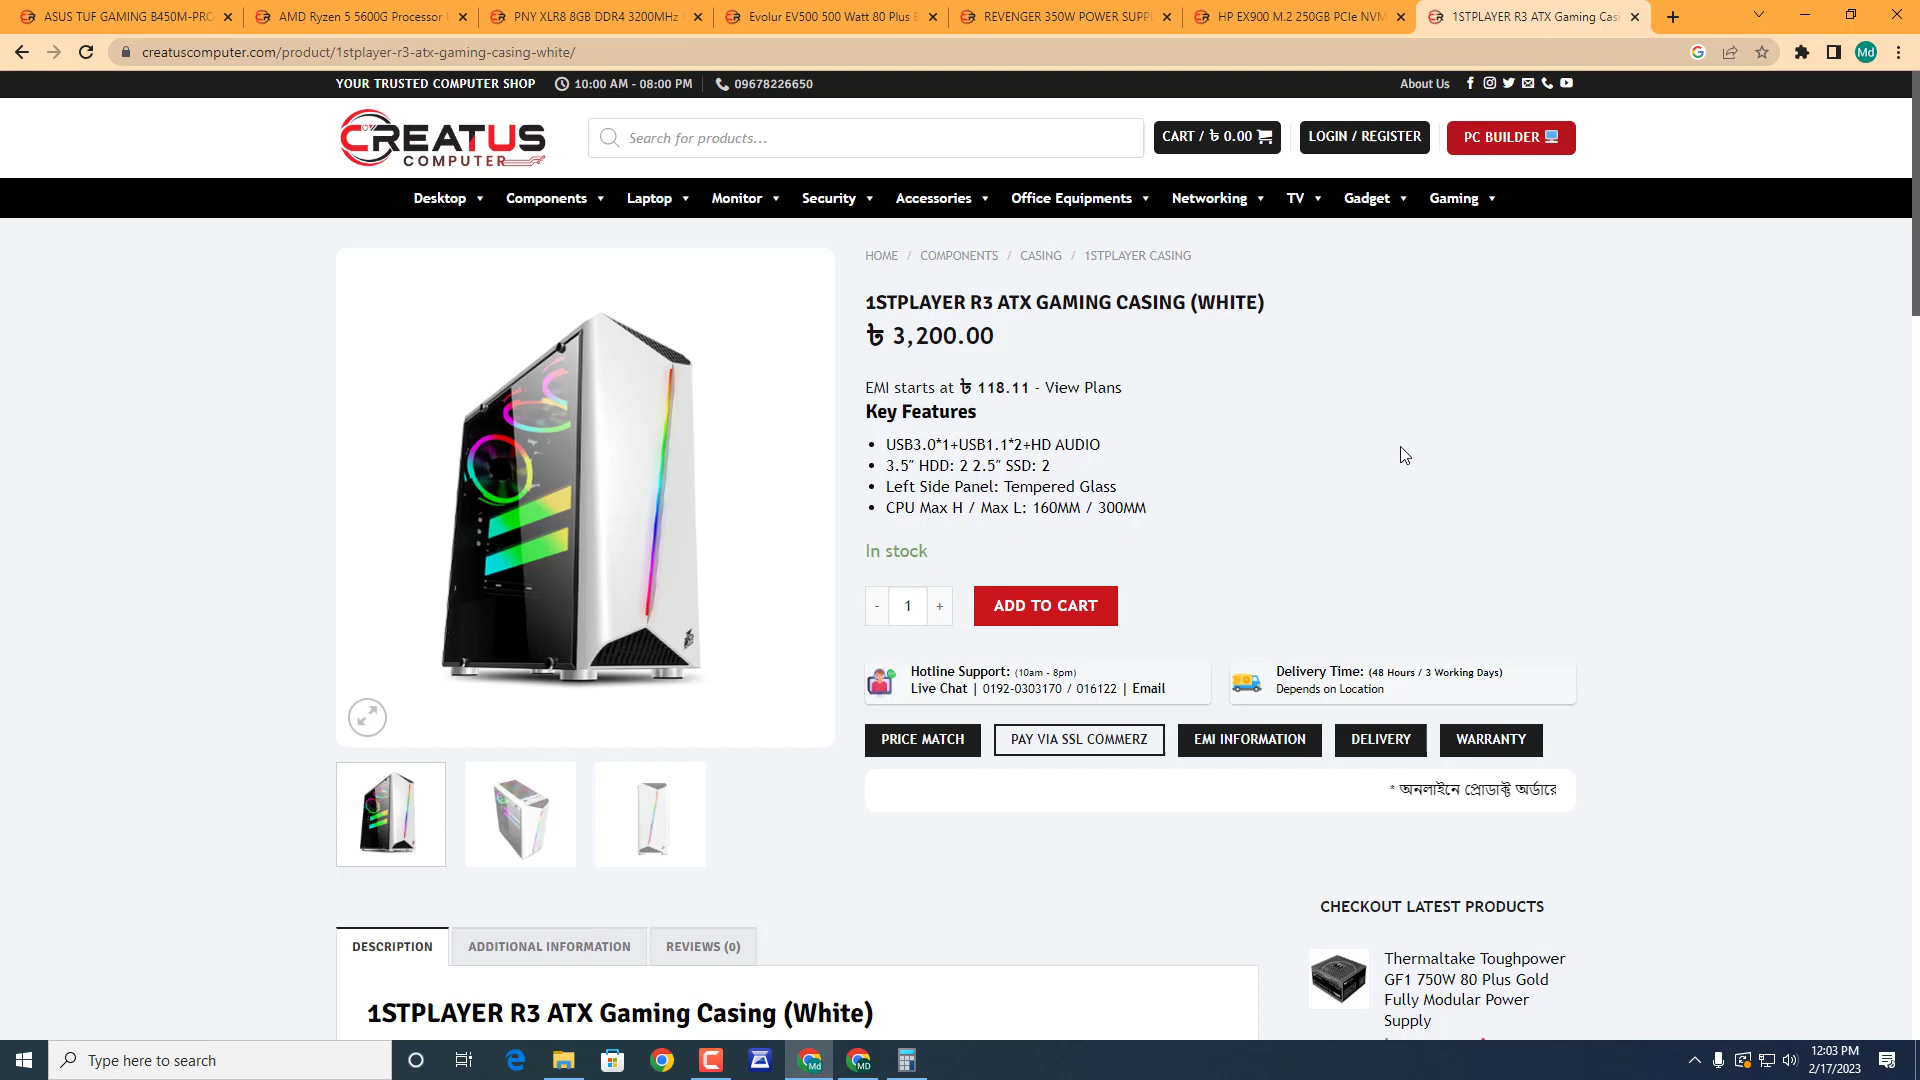 ASUS TUF GAMING B450M-PRO
AMD Ryzen 5 5600G Processor
PNY XLR8 8GB DDR4 3200MHz
Evolur EV500 500 Watt 80 Plus B
REVENGER 350W POWER SUPPL
HP EX900 M.2 250GB PCIe NVM
1STPLAYER R3 ATX Gaming Casi
creatuscomputer.com/product/1stplayer-r3-atx-gaming-casing-white/
Md
YOUR TRUSTED COMPUTER SHOP 10:00 AM - 08:00 PM 09678226650 About Us
CREATUS
COMPUTER
Search for products...
CART / ৳ 0.00
LOGIN / REGISTER
PC BUILDER
Desktop Components Laptop Monitor Security Accessories Office Equipments Networking TV Gadget Gaming
HOME / COMPONENTS / CASING / 1STPLAYER CASING
1STPLAYER R3 ATX GAMING CASING (WHITE)
৳ 3,200.00
EMI starts at ৳ 118.11 - View Plans
Key Features
• USB3.0*1+USB1.1*2+HD AUDIO
• 3.5″ HDD: 2 2.5″ SSD: 2
• Left Side Panel: Tempered Glass
• CPU Max H / Max L: 160MM / 300MM
In stock
- 1 +
ADD TO CART
Hotline Support: (10am - 8pm)
Live Chat | 0192-0303170 / 016122 | Email
Delivery Time: (48 Hours / 3 Working Days)
Depends on Location
PRICE MATCH
PAY VIA SSL COMMERZ
EMI INFORMATION
DELIVERY
WARRANTY
* অনলাইনে প্রোডাক্ট অর্ডারে
CHECKOUT LATEST PRODUCTS
Thermaltake Toughpower
GF1 750W 80 Plus Gold
Fully Modular Power
Supply
DESCRIPTION
ADDITIONAL INFORMATION
REVIEWS (0)
1STPLAYER R3 ATX Gaming Casing (White)
Type here to search
Md
MD
12:03 PM
2/17/2023